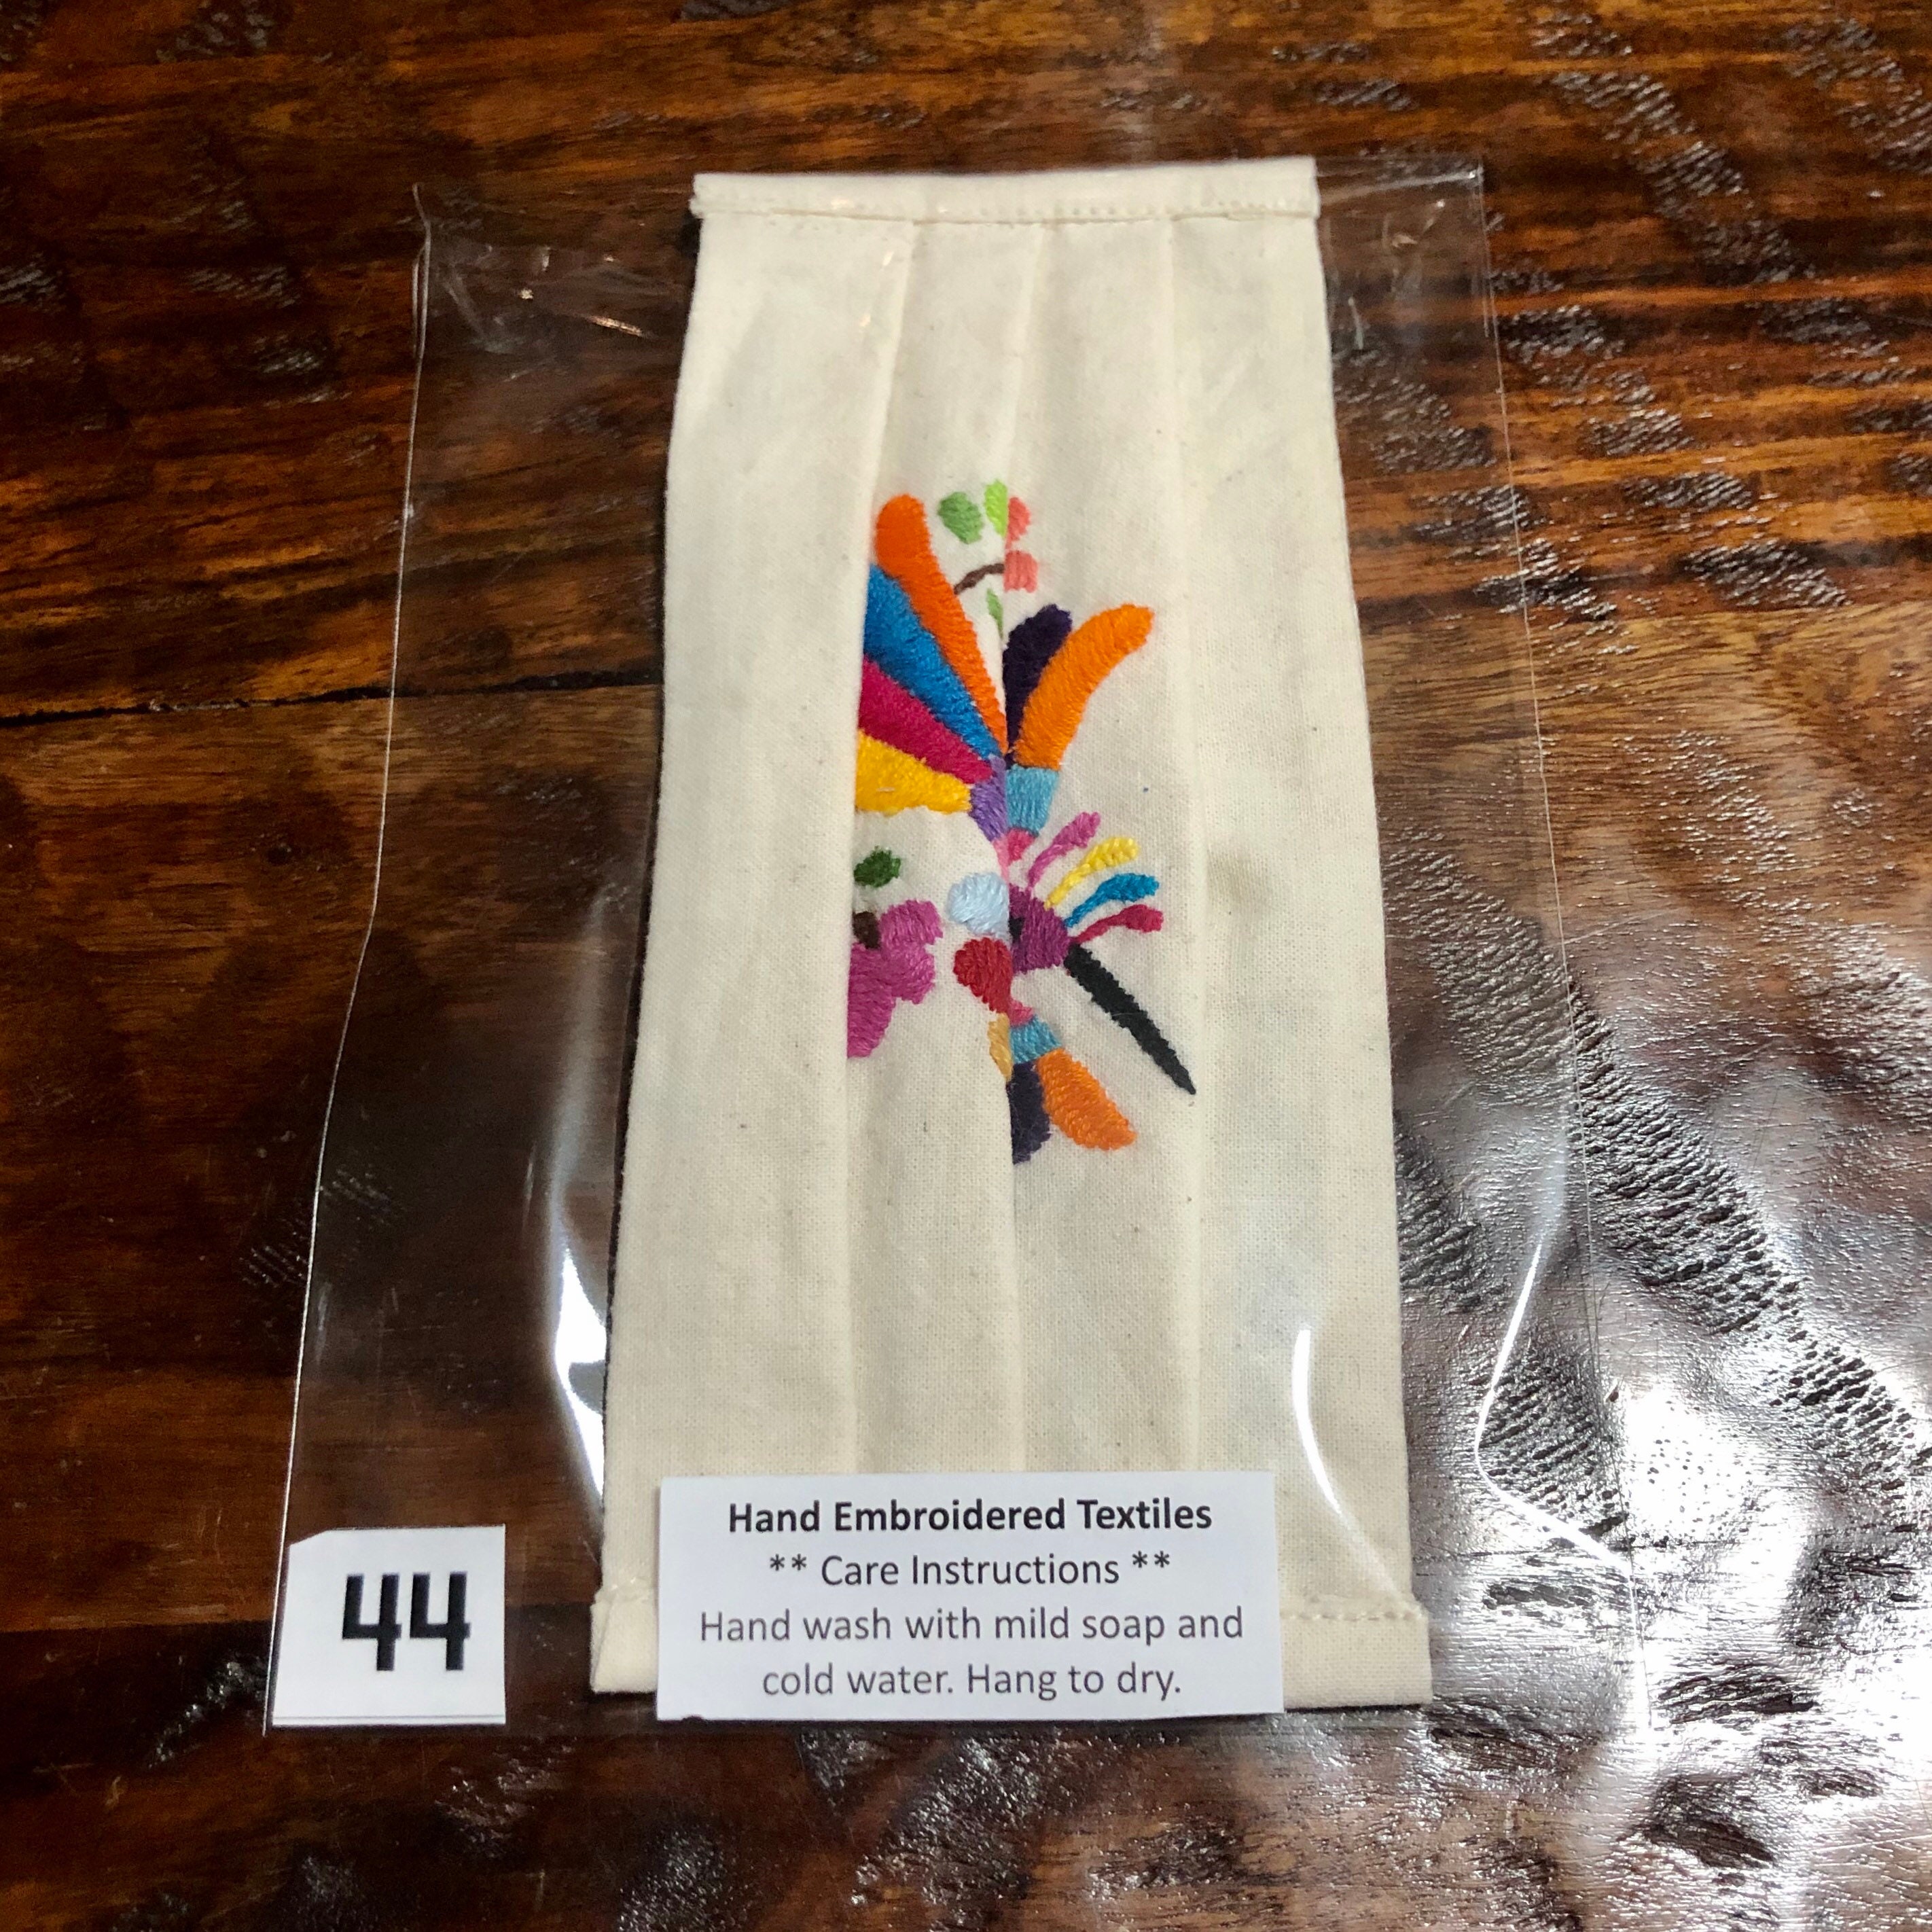 Hand Embroidered Textiles
** Care Instructions **
Hand wash with mild soap and
cold water. Hang to dry.
44